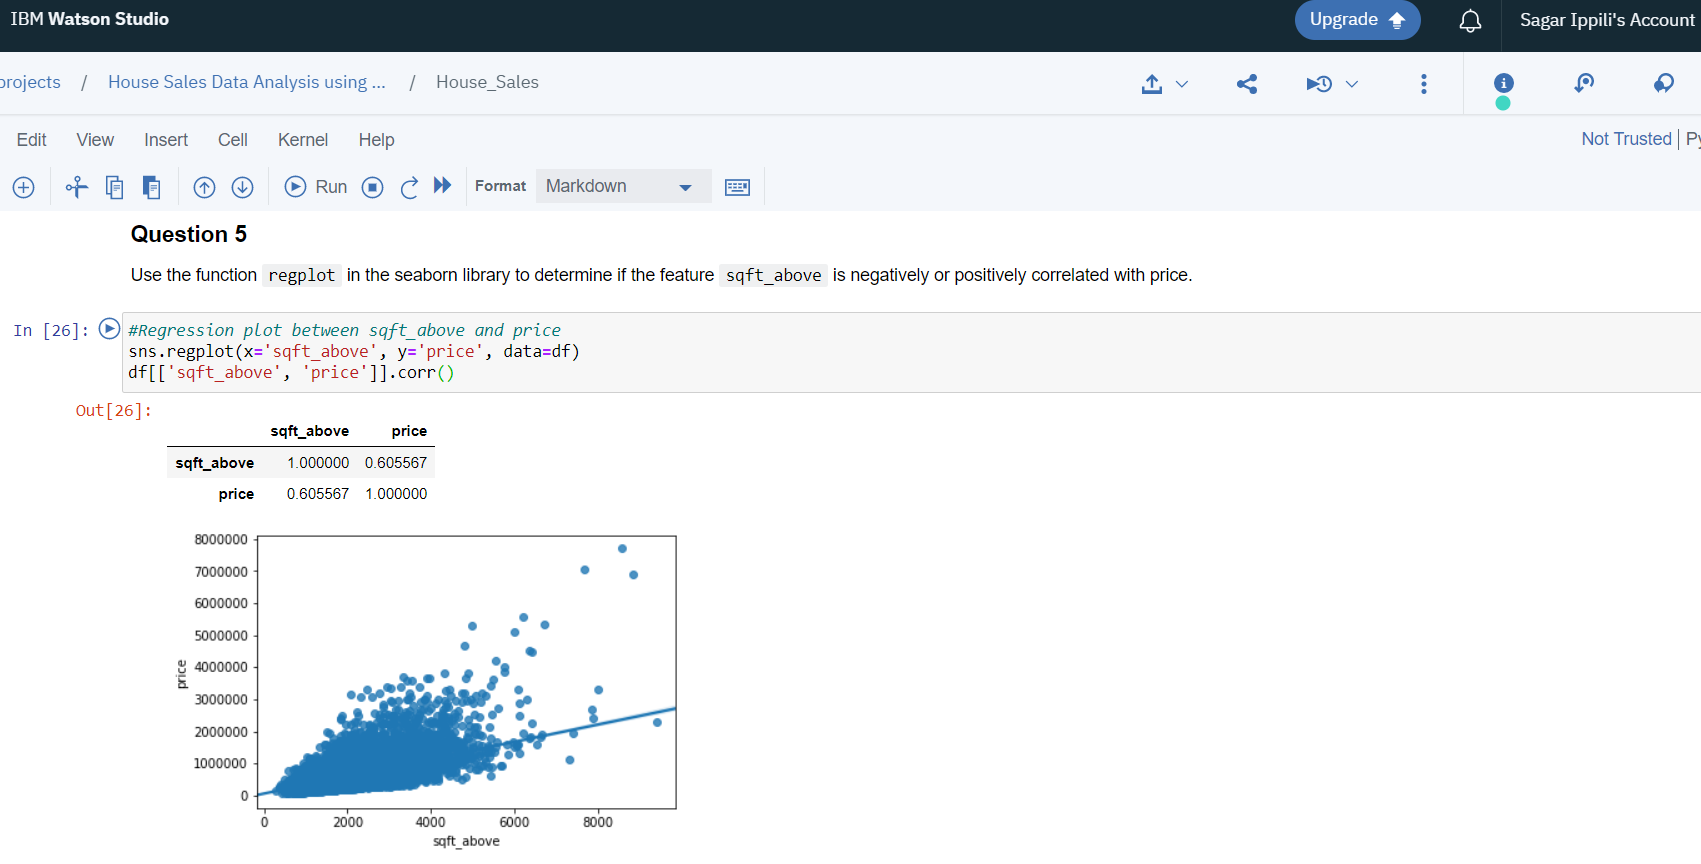 IBM Watson Studio
Upgrade
Sagar Ippili's Account
projects / House Sales Data Analysis using ... / House_Sales
Edit View Insert Cell Kernel Help
Not Trusted | Py
Run
Format
Markdown
Question 5
Use the function regplot in the seaborn library to determine if the feature sqft_above is negatively or positively correlated with price.
In [26]:
#Regression plot between sqft_above and price
sns.regplot(x='sqft_above', y='price', data=df)
df[['sqft_above', 'price']].corr()
Out[26]:
sqft_above price
sqft_above 1.000000 0.605567
price 0.605567 1.000000
8000000
7000000
6000000
5000000
4000000
3000000
2000000
1000000
0
price
0 2000 4000 6000 8000
sqft_above